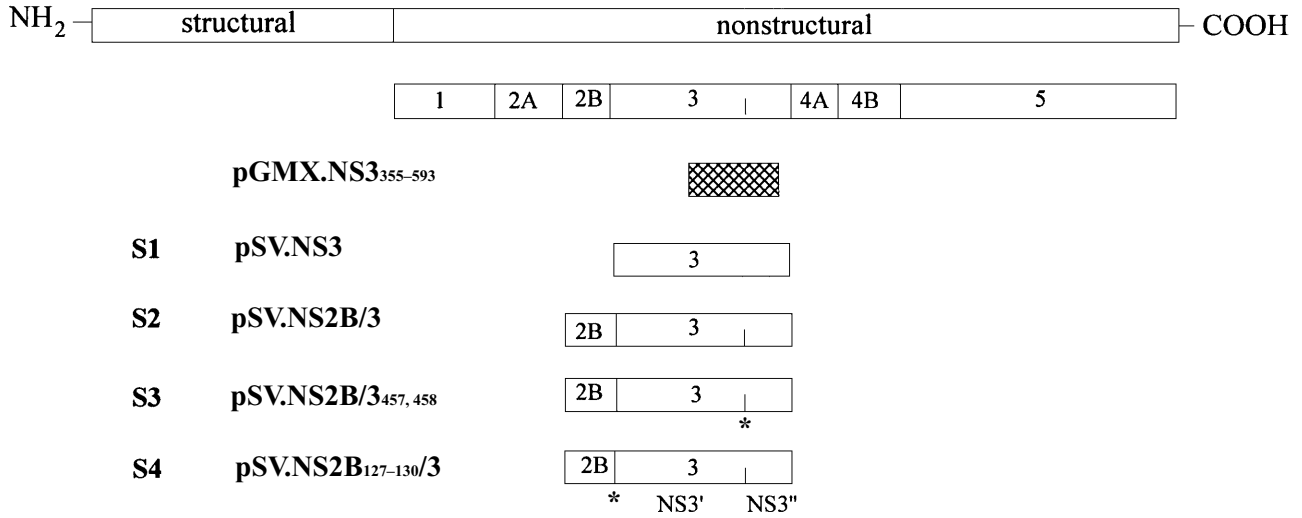 NH2 structural nonstructural COOH
1 2A 2B 3 4A 4B 5
pGMX.NS3355–593
S1 pSV.NS3 3
S2 pSV.NS2B/3 2B 3
S3 pSV.NS2B/3457, 458 2B 3
*
S4 pSV.NS2B127–130/3 2B 3
* NS3' NS3"